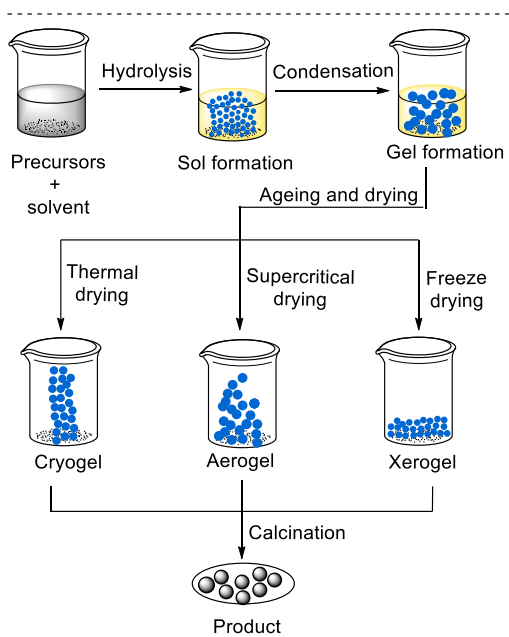 Hydrolysis
Condensation
Precursors
+
solvent
Sol formation
Gel formation
Ageing and drying
Thermal
drying
Supercritical
drying
Freeze
drying
Cryogel
Aerogel
Xerogel
Calcination
Product